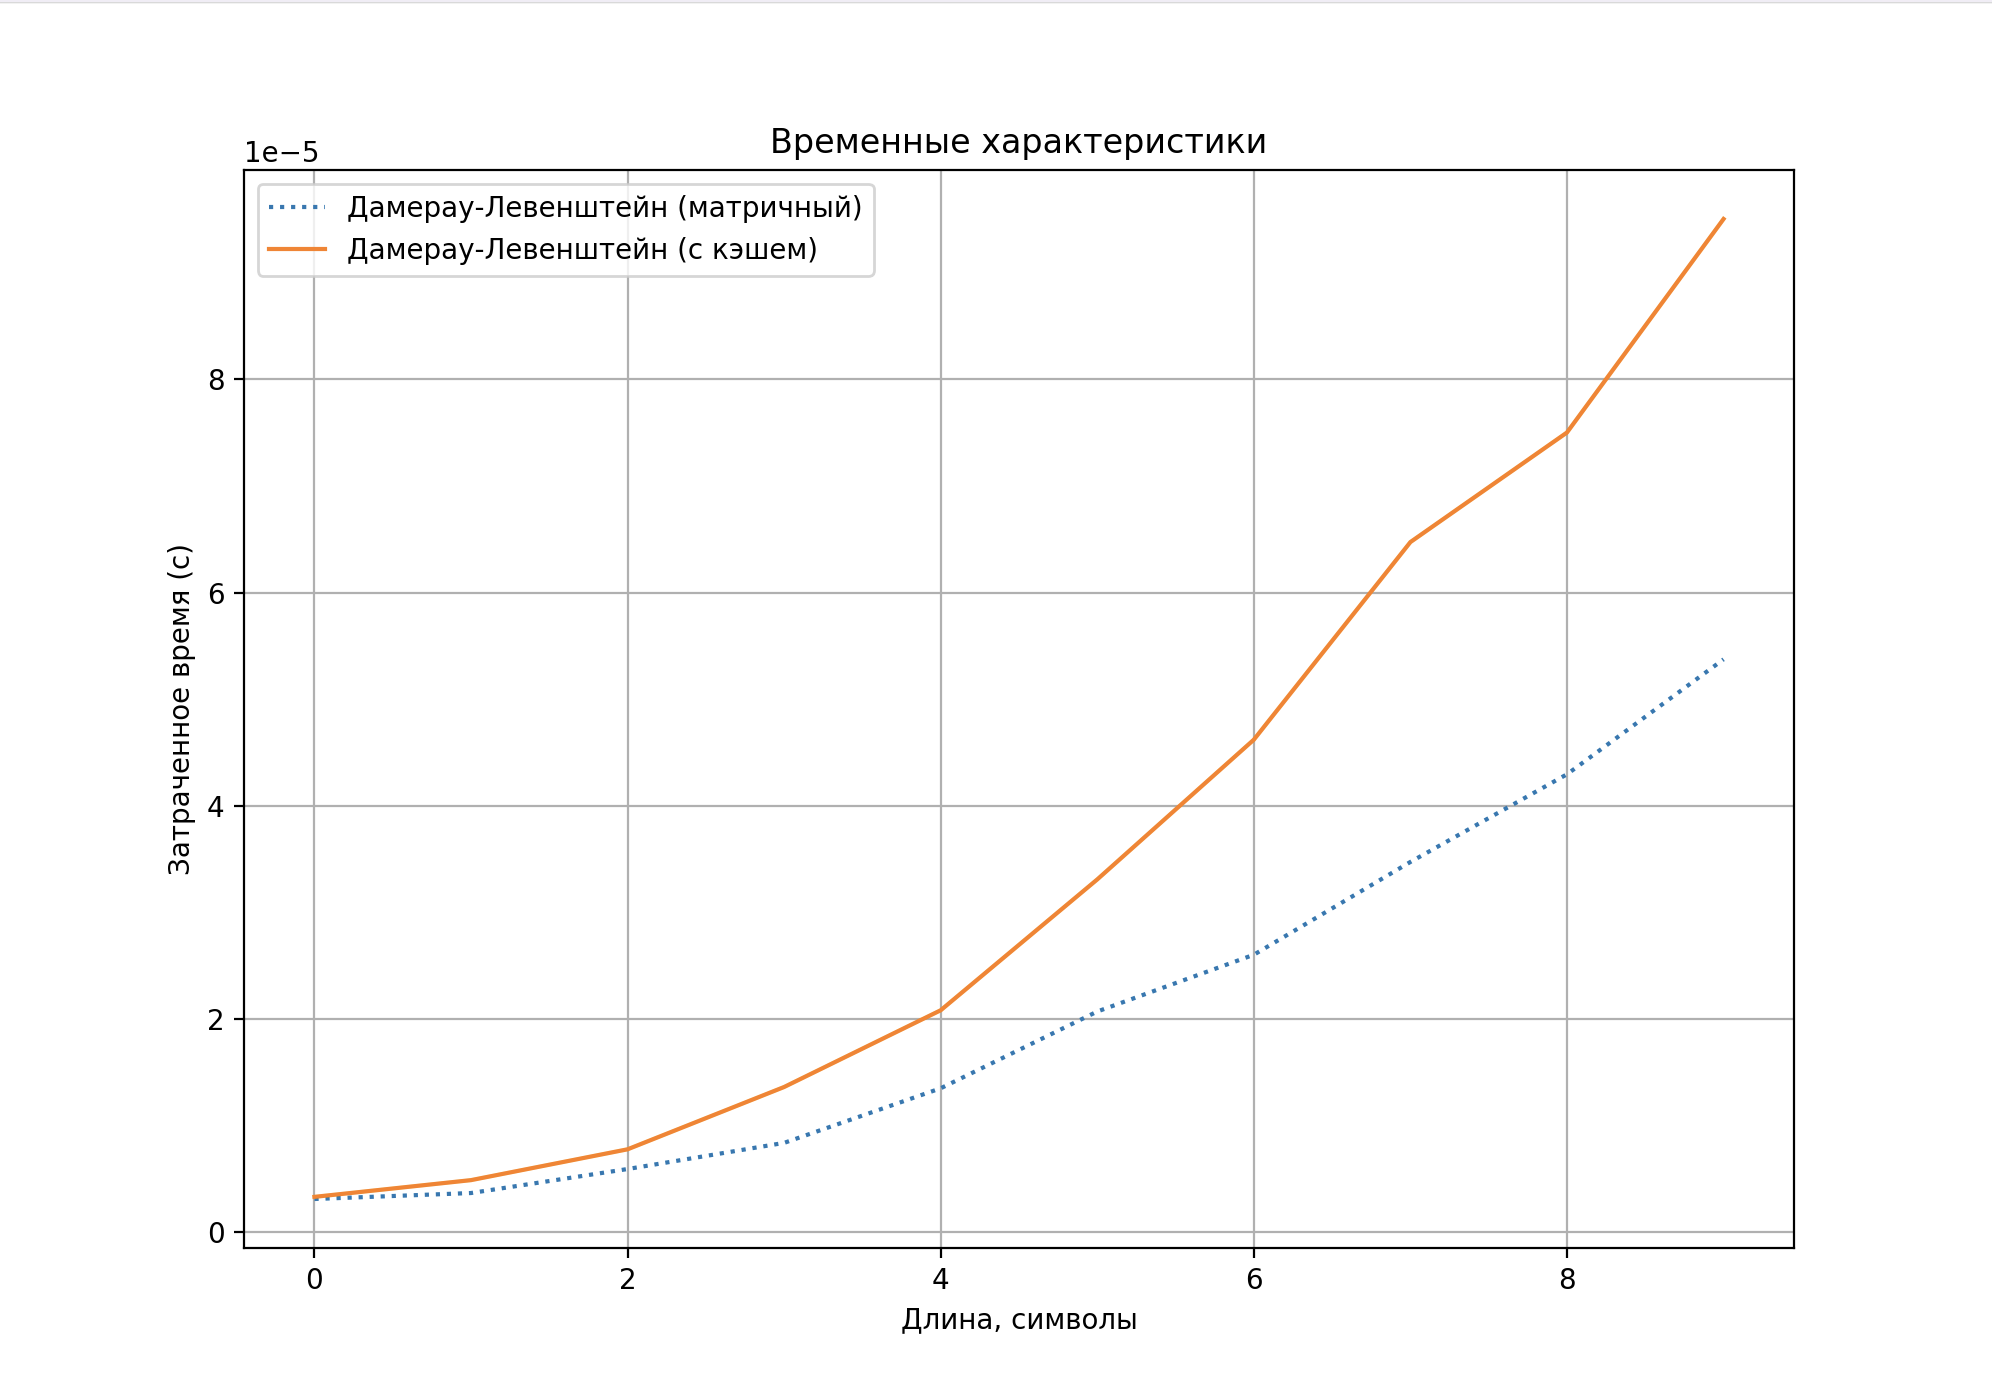 Временные характеристики
1e−5
Дамерау-Левенштейн (матричный)
Дамерау-Левенштейн (с кэшем)
8
6
4
2
0
Затраченное время (с)
0 2 4 6 8
Длина, символы